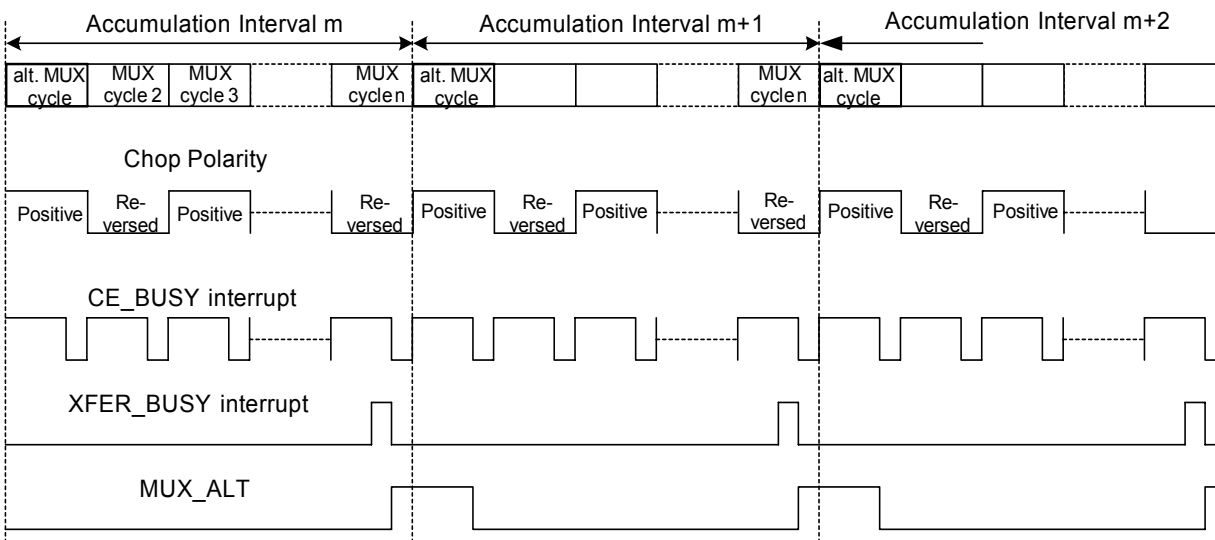 Accumulation Interval m
Accumulation Interval m+1
Accumulation Interval m+2
alt. MUX
cycle
MUX
cycle 2
MUX
cycle 3
MUX
cycle n
alt. MUX
cycle
MUX
cycle n
alt. MUX
cycle
Chop Polarity
Positive
Re-
versed
Positive
Re-
versed
Positive
Re-
versed
Positive
Re-
versed
Positive
Re-
versed
Positive
CE_BUSY interrupt
XFER_BUSY interrupt
MUX_ALT